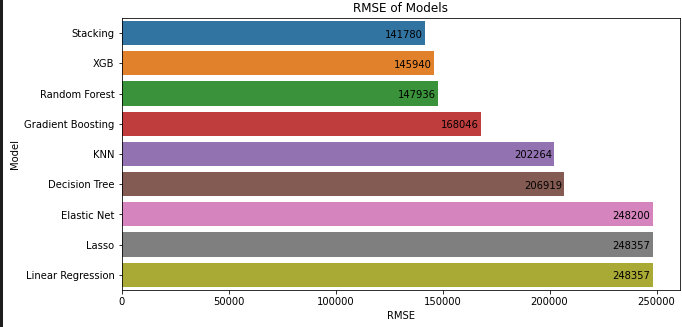 RMSE of Models
Model
Stacking 141780
XGB 145940
Random Forest 147936
Gradient Boosting 168046
KNN 202264
Decision Tree 206919
Elastic Net 248200
Lasso 248357
Linear Regression 248357
0 50000 100000 150000 200000 250000
RMSE